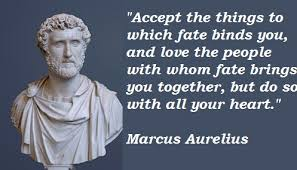 "Accept the things to
which fate binds you,
and love the people
with whom fate brings
you together, but do so
with all your heart."
Marcus Aurelius